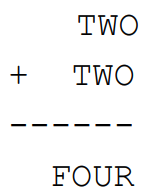 TWO
+ TWO
------
FOUR